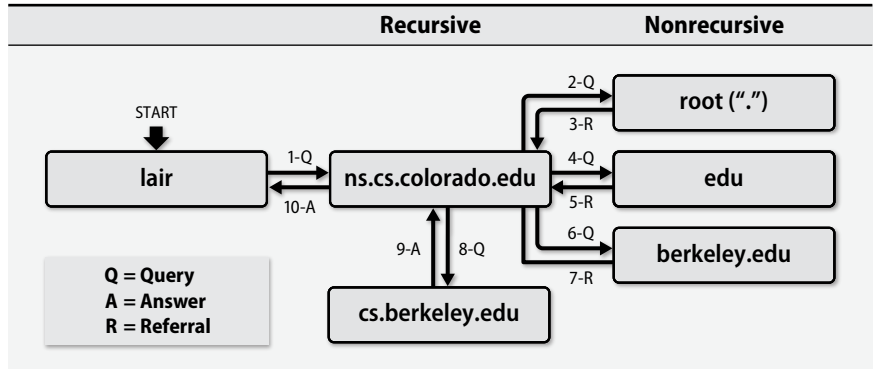 Recursive Nonrecursive
START
lair
1-Q
10-A
ns.cs.colorado.edu
2-Q
3-R
root (“.”)
4-Q
5-R
edu
6-Q
7-R
berkeley.edu
9-A 8-Q
cs.berkeley.edu
Q = Query
A = Answer
R = Referral